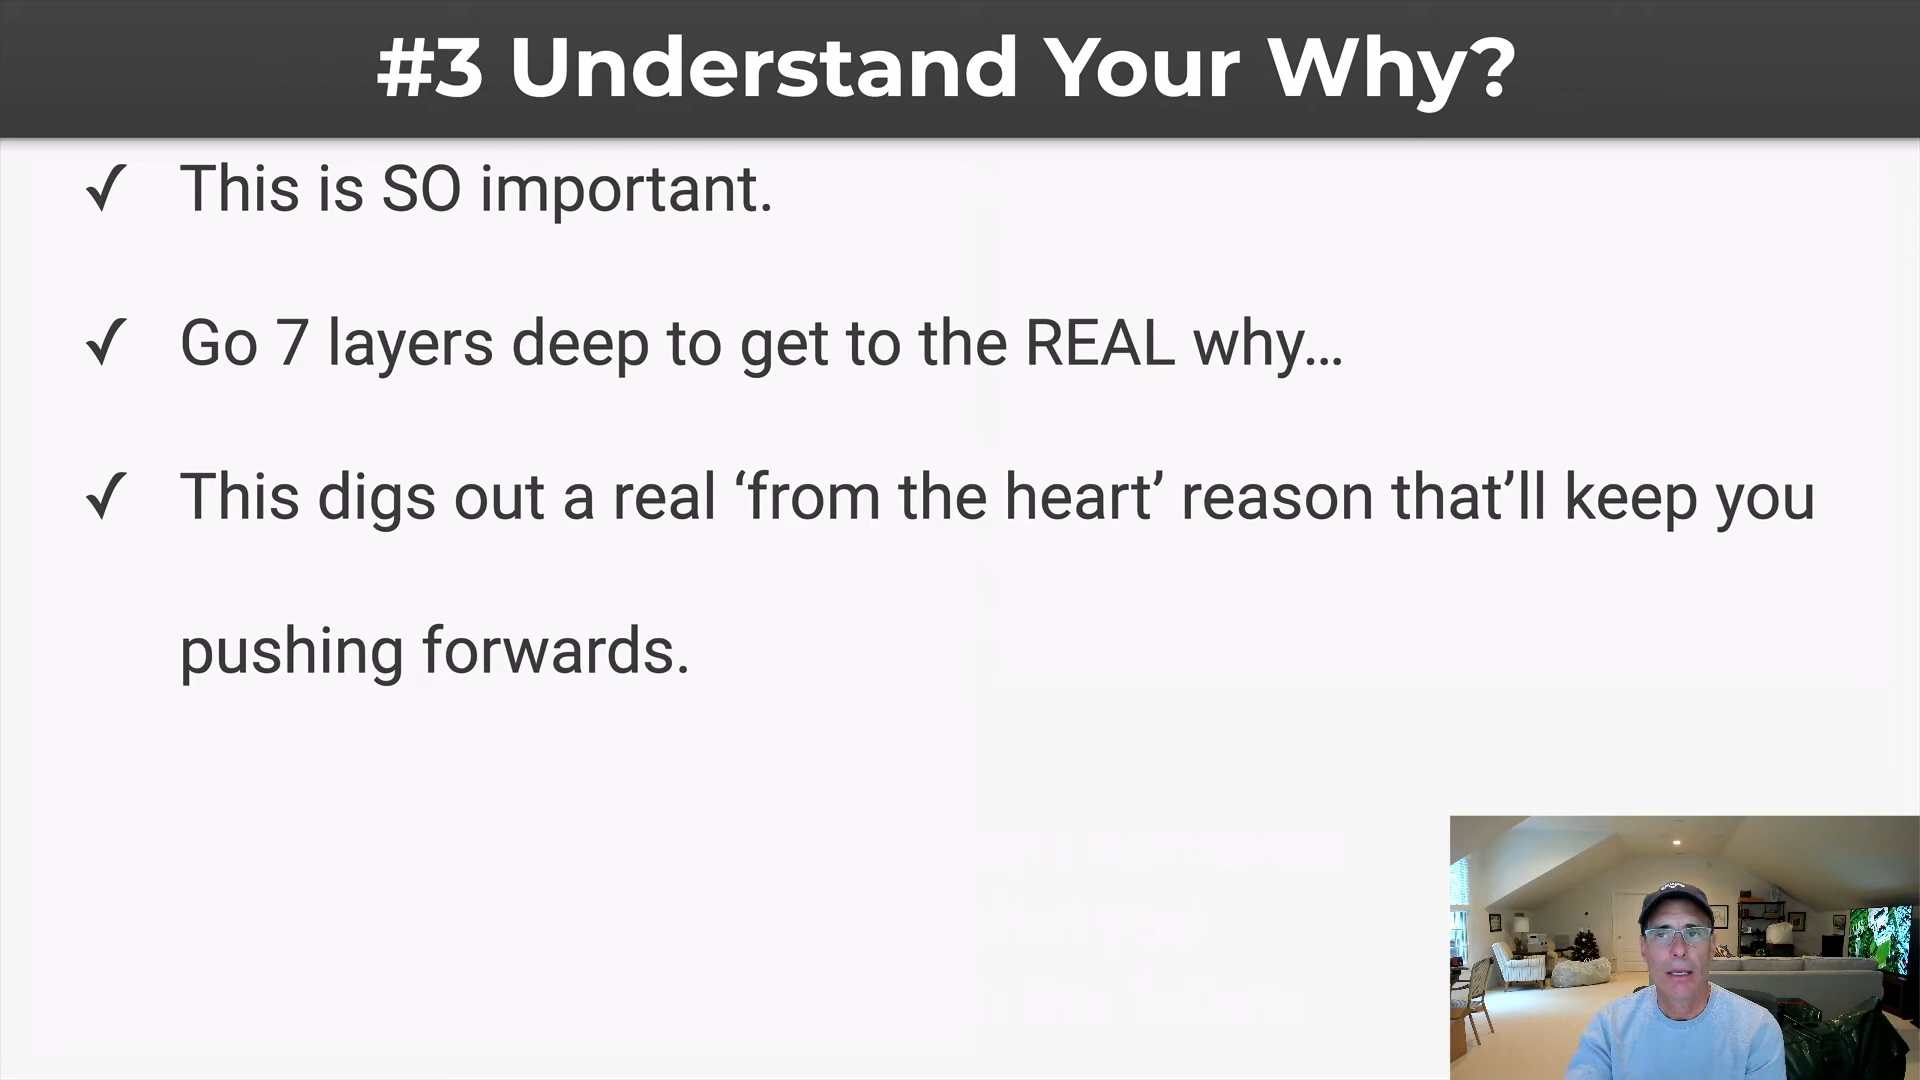 #3 Understand Your Why?
✓ This is SO important.
✓ Go 7 layers deep to get to the REAL why…
✓ This digs out a real ‘from the heart’ reason that’ll keep you
pushing forwards.